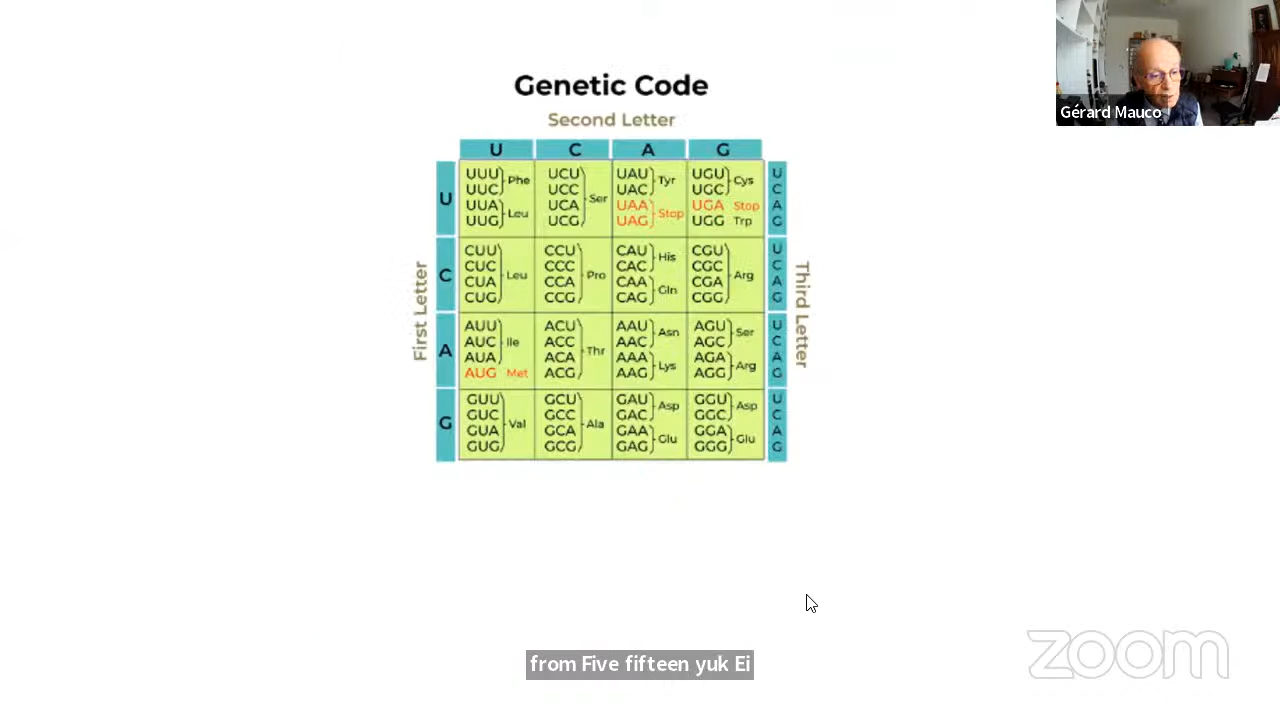 Gérard Mauco
Genetic Code
Second Letter
U C A G
First Letter
Third Letter
U
UUU UCU UAU UGU U
Phe Tyr Cys
UUC UCC UAC UGC C
Ser
UUA UCA UAA UGA Stop A
Leu Stop
UUG UCG UAG UGG Trp G
C
CUU CCU CAU CGU U
His
CUC CCC CAC CGC C
Leu Pro Arg
CUA CCA CAA CGA A
Gln
CUG CCG CAG CGG G
A
AUU ACU AAU AGU U
Asn Ser
AUC Ile ACC AAC AGC C
Thr
AUA ACA AAA AGA A
Lys Arg
AUG Met ACG AAG AGG G
G
GUU GCU GAU GGU U
Asp Asp
GUC GCC GAC GGC C
Val Ala
GUA GCA GAA GGA A
Glu Glu
GUG GCG GAG GGG G
from Five fifteen yuk Ei
zoom